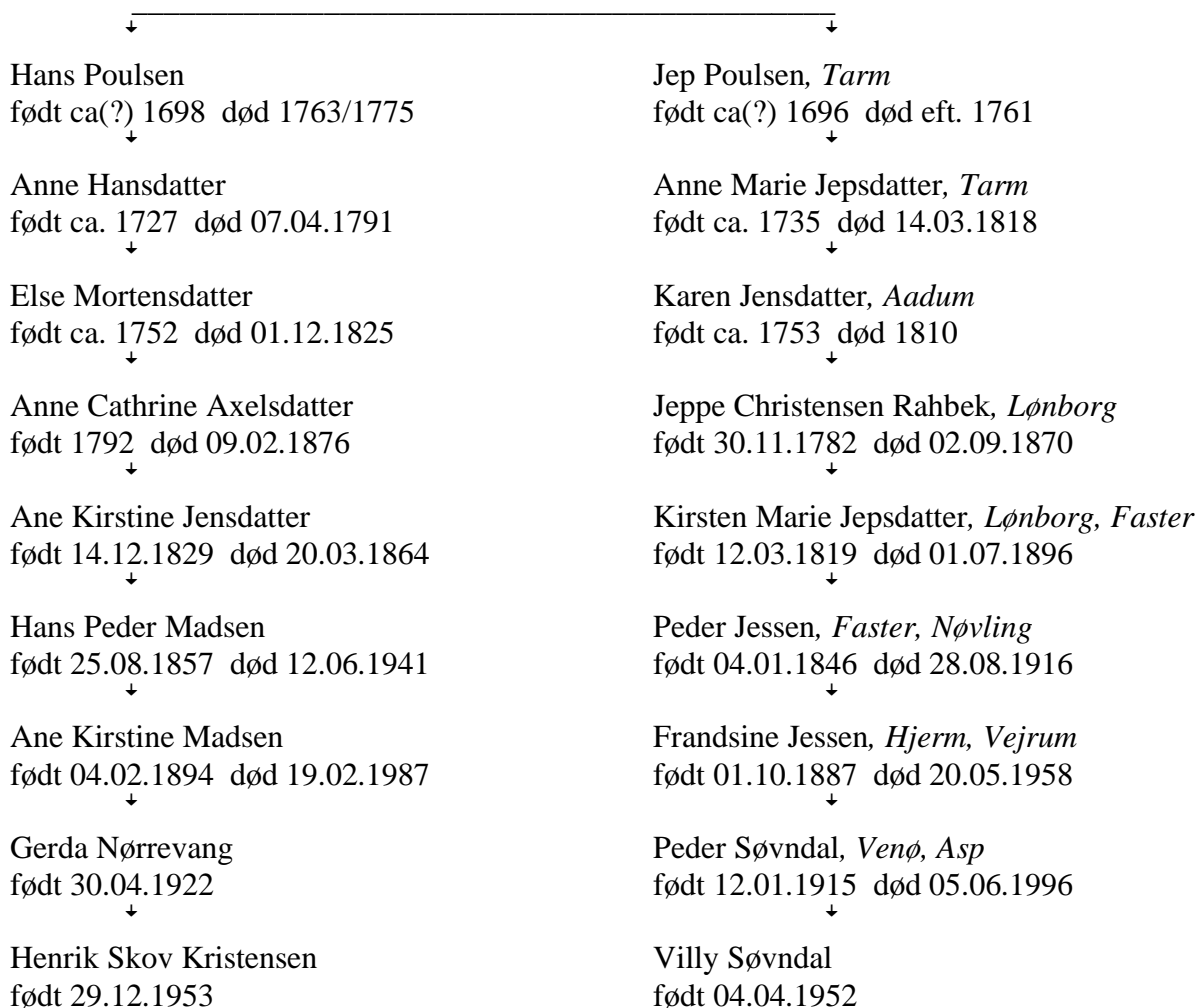 Hans Poulsen
født ca(?) 1698  død 1763/1775
Anne Hansdatter
født ca. 1727  død 07.04.1791
Else Mortensdatter
født ca. 1752  død 01.12.1825
Anne Cathrine Axelsdatter
født 1792  død 09.02.1876
Ane Kirstine Jensdatter
født 14.12.1829  død 20.03.1864
Hans Peder Madsen
født 25.08.1857  død 12.06.1941
Ane Kirstine Madsen
født 04.02.1894  død 19.02.1987
Gerda Nørrevang
født 30.04.1922
Henrik Skov Kristensen
født 29.12.1953
Jep Poulsen, Tarm
født ca(?) 1696  død eft. 1761
Anne Marie Jepsdatter, Tarm
født ca. 1735  død 14.03.1818
Karen Jensdatter, Aadum
født ca. 1753  død 1810
Jeppe Christensen Rahbek, Lønborg
født 30.11.1782  død 02.09.1870
Kirsten Marie Jepsdatter, Lønborg, Faster
født 12.03.1819  død 01.07.1896
Peder Jessen, Faster, Nøvling
født 04.01.1846  død 28.08.1916
Frandsine Jessen, Hjerm, Vejrum
født 01.10.1887  død 20.05.1958
Peder Søvndal, Venø, Asp
født 12.01.1915  død 05.06.1996
Villy Søvndal
født 04.04.1952